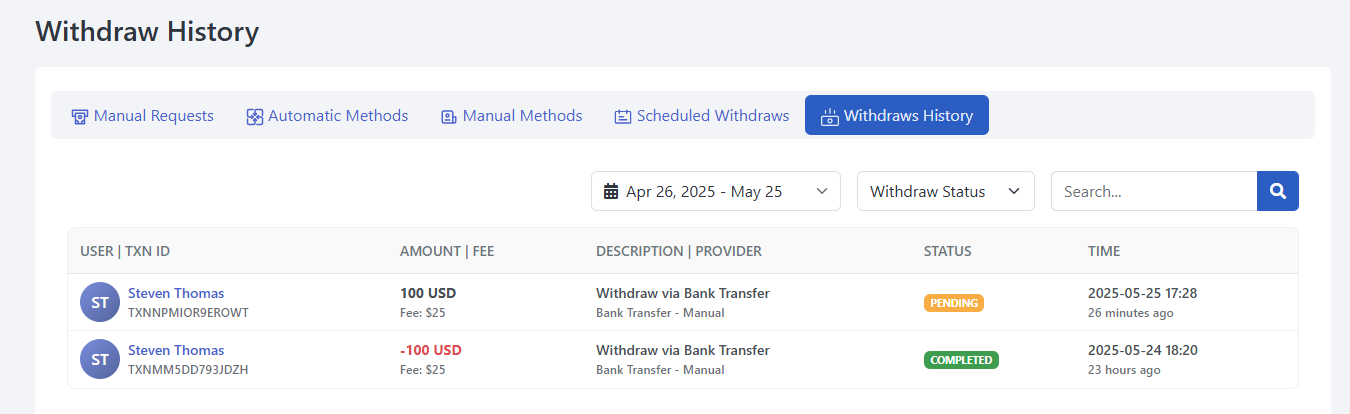 Withdraw History
Manual Requests Automatic Methods Manual Methods Scheduled Withdraws Withdraws History
Apr 26, 2025 - May 25 Withdraw Status Search...
USER | TXN ID AMOUNT | FEE DESCRIPTION | PROVIDER STATUS TIME
ST Steven Thomas 100 USD Withdraw via Bank Transfer PENDING 2025-05-25 17:28
TXNNPMIOR9EROWT Fee: $25 Bank Transfer - Manual 26 minutes ago
ST Steven Thomas -100 USD Withdraw via Bank Transfer COMPLETED 2025-05-24 18:20
TXNMM5DD793JDZH Fee: $25 Bank Transfer - Manual 23 hours ago